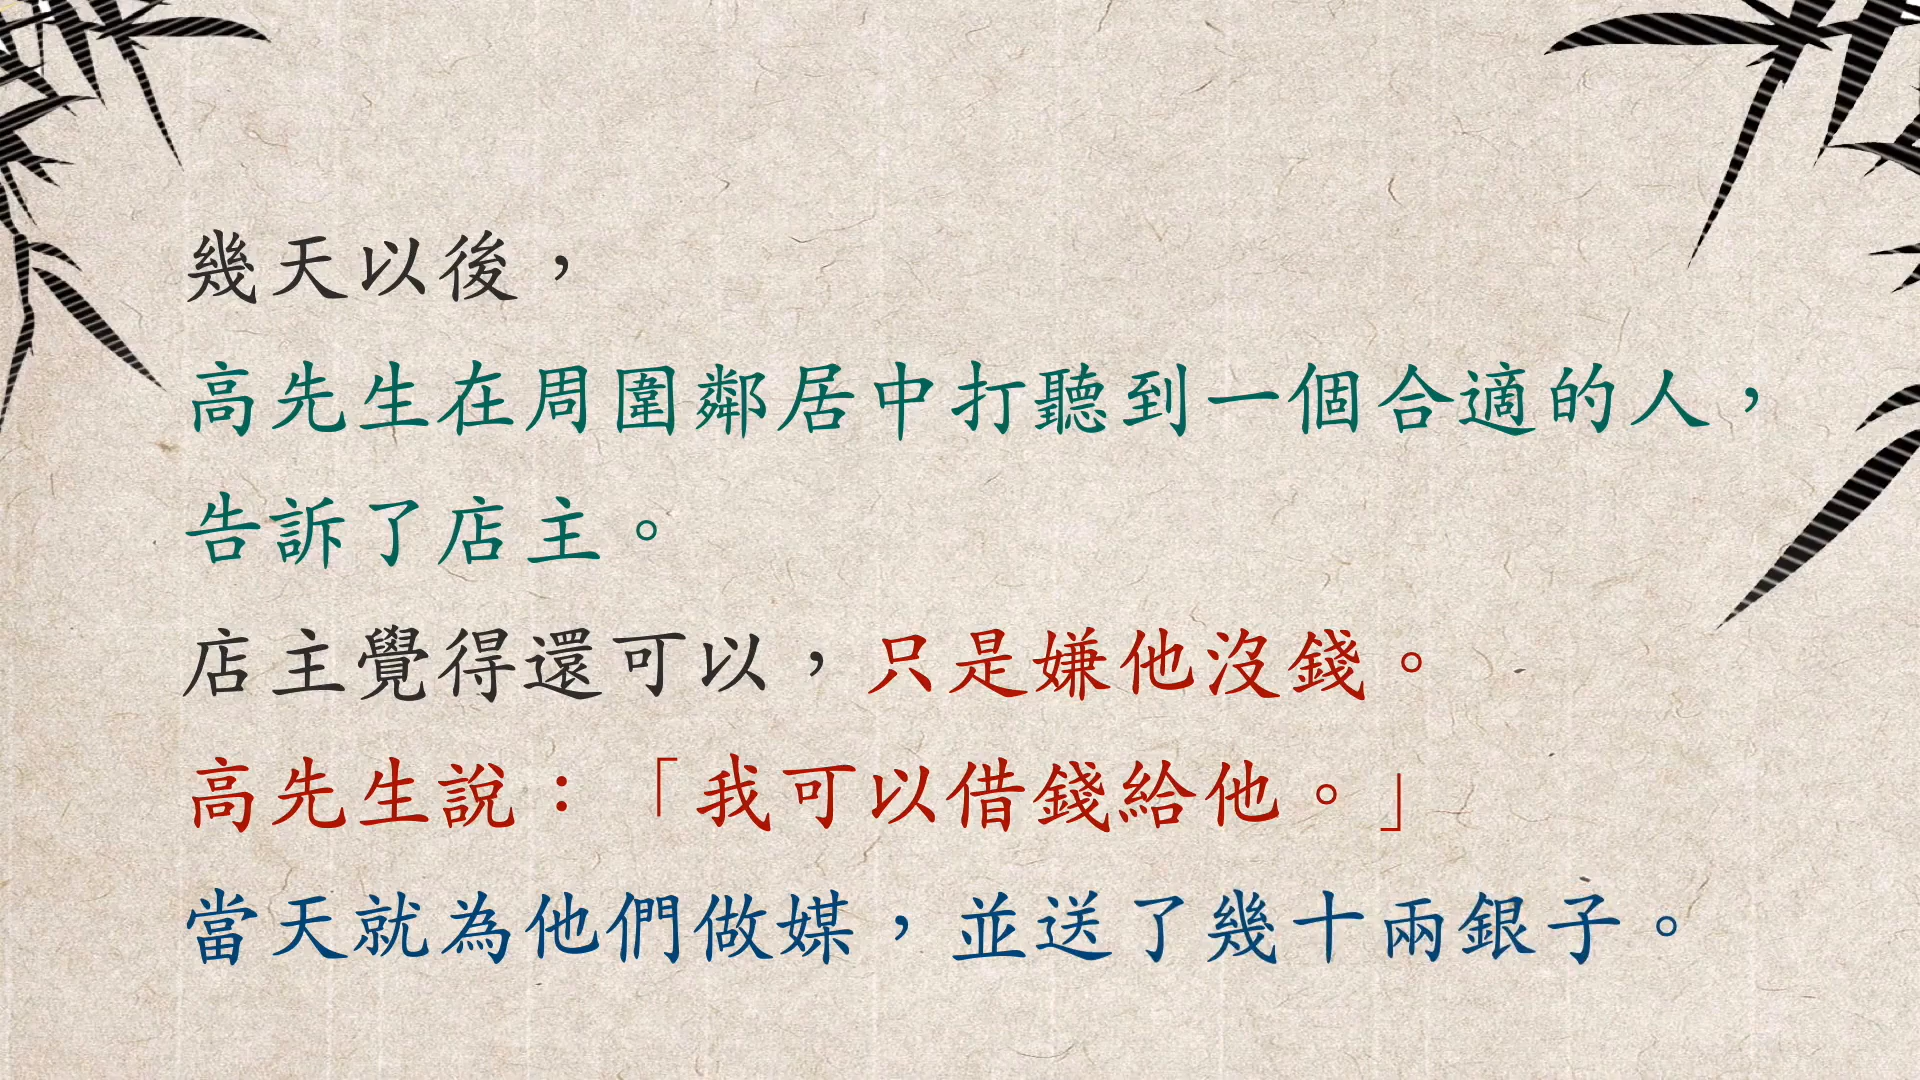 幾天以後，
高先生在周圍鄰居中打聽到一個合適的人，
告訴了店主。
店主覺得還可以，只是嫌他沒錢。
高先生說：「我可以借錢給他。」
當天就為他們做媒，並送了幾十兩銀子。